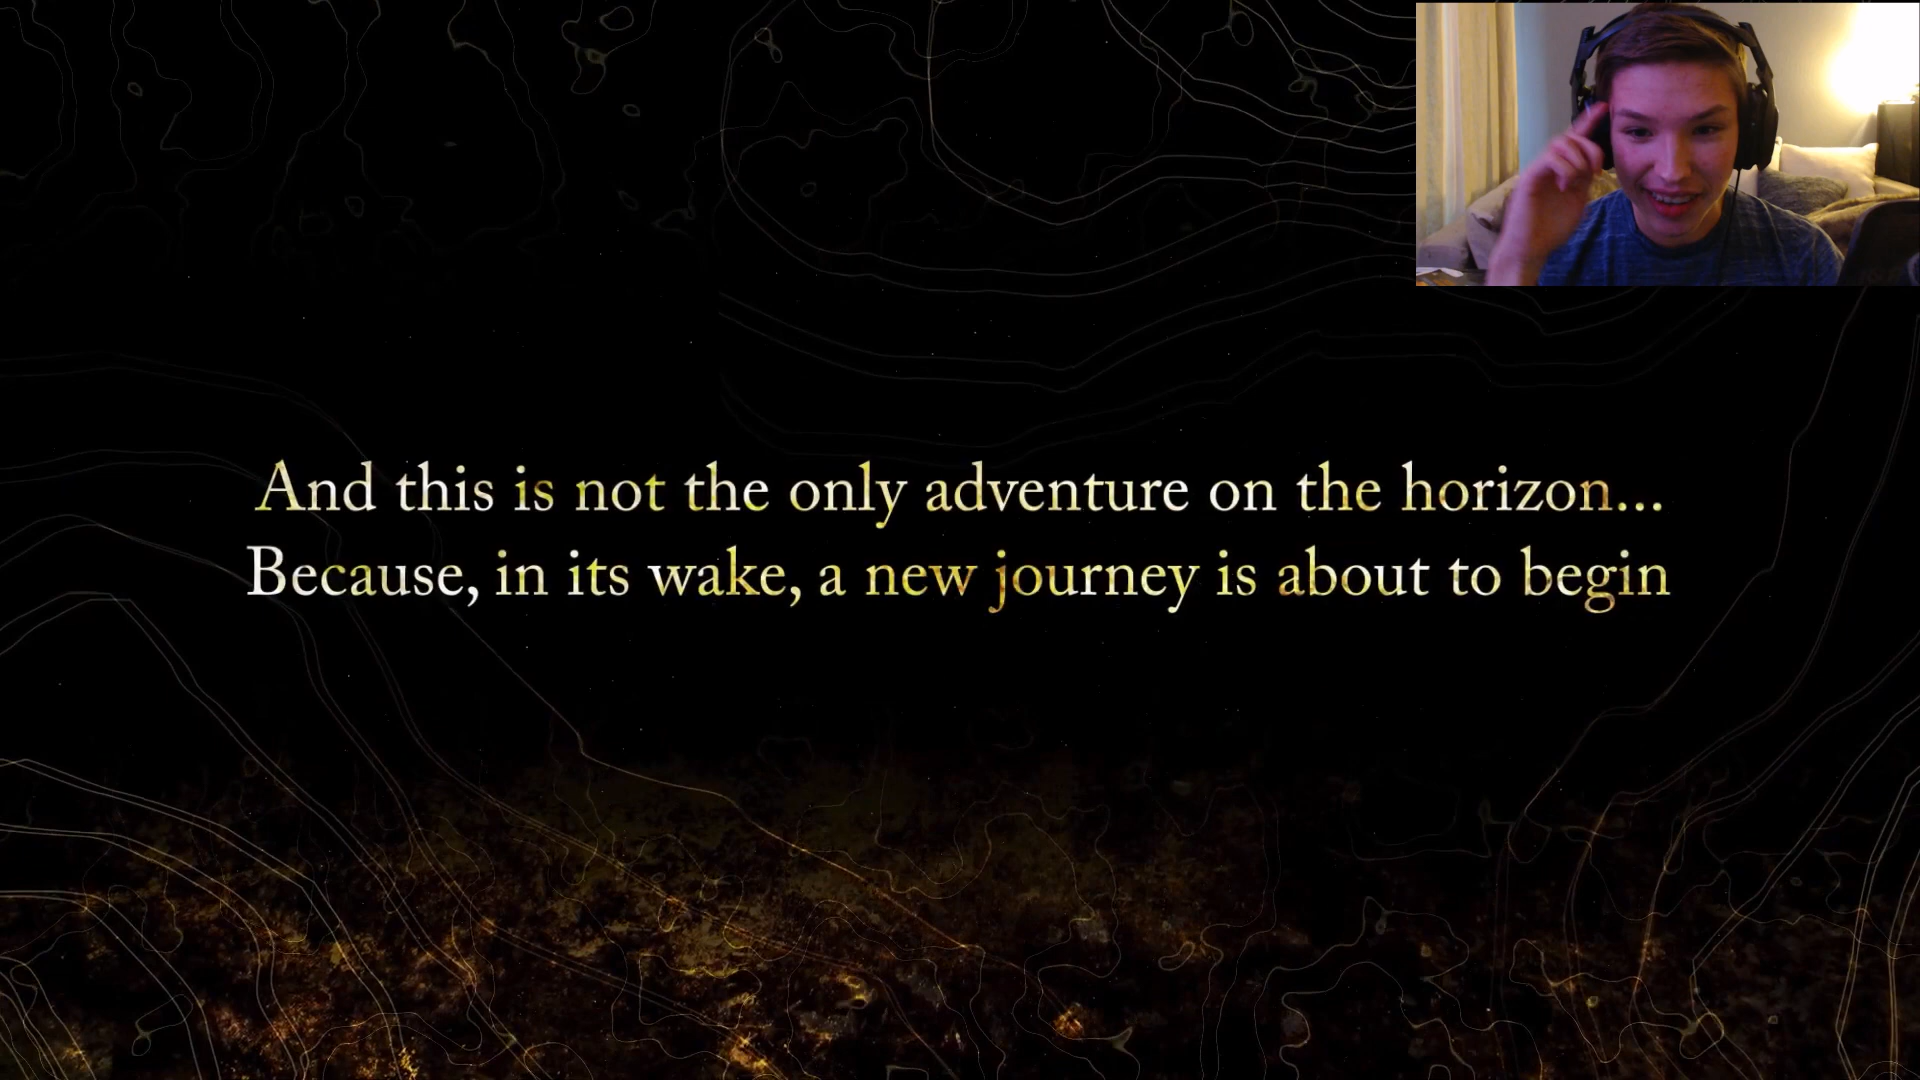 And this is not the only adventure on the horizon...
Because, in its wake, a new journey is about to begin